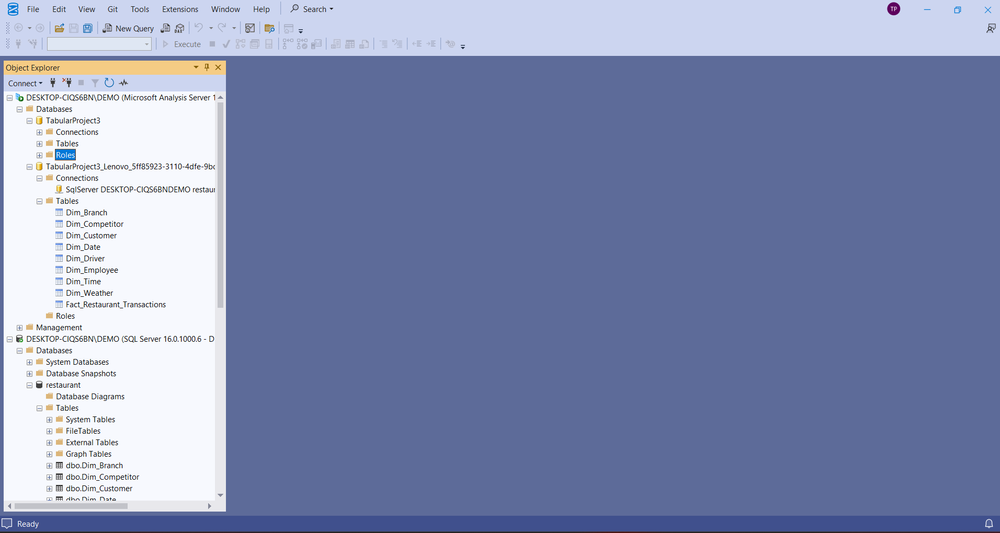 File Edit View Git Tools Extensions Window Help Search TP
New Query DAX
Execute
Object Explorer
Connect
DESKTOP-CIQS6BN\DEMO (Microsoft Analysis Server 1
Databases
TabularProject3
Connections
Tables
Roles
TabularProject3_Lenovo_5ff85923-3110-4dfe-9bc
Connections
SqlServer DESKTOP-CIQS6BNDEMO restaur
Tables
Dim_Branch
Dim_Competitor
Dim_Customer
Dim_Date
Dim_Driver
Dim_Employee
Dim_Time
Dim_Weather
Fact_Restaurant_Transactions
Roles
Management
DESKTOP-CIQS6BN\DEMO (SQL Server 16.0.1000.6 - D
Databases
System Databases
Database Snapshots
restaurant
Database Diagrams
Tables
System Tables
FileTables
External Tables
Graph Tables
dbo.Dim_Branch
dbo.Dim_Competitor
dbo.Dim_Customer
dbo.Dim_Date
Ready